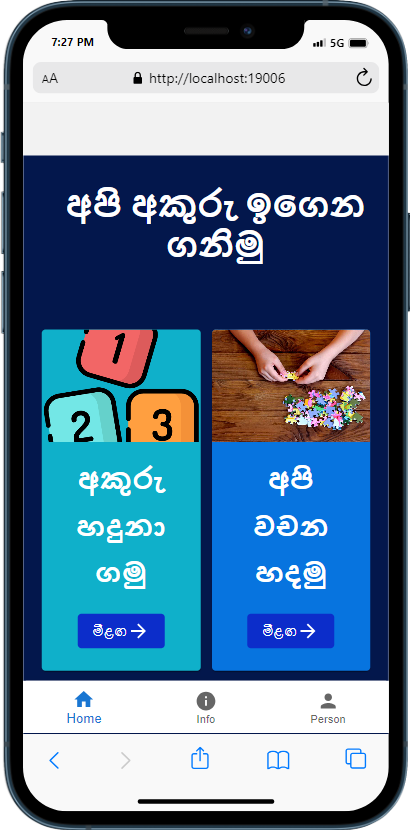 7:27 PM
5G
AA
http://localhost:19006
අපි අකුරු ඉගෙන
ගනිමු
1
2
3
අකුරු
හදුනා
ගමු
මීළඟ
අපි
වචන
හදමු
මීළඟ
Home
Info
Person